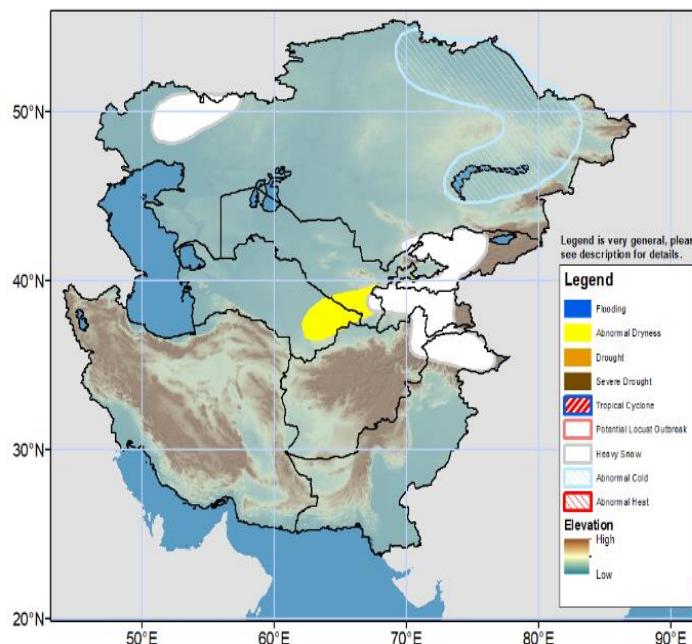 50°N
40°N
30°N
20°N
50°E
60°E
70°E
80°E
90°E
Legend is very general, pleas
see description for details.
Legend
Flooding
Abnormal Dryness
Drought
Severe Drought
Tropical Cyclone
Potential Locust Outbreak
Heavy Snow
Abnormal Cold
Abnormal Heat
Elevation
High
Low